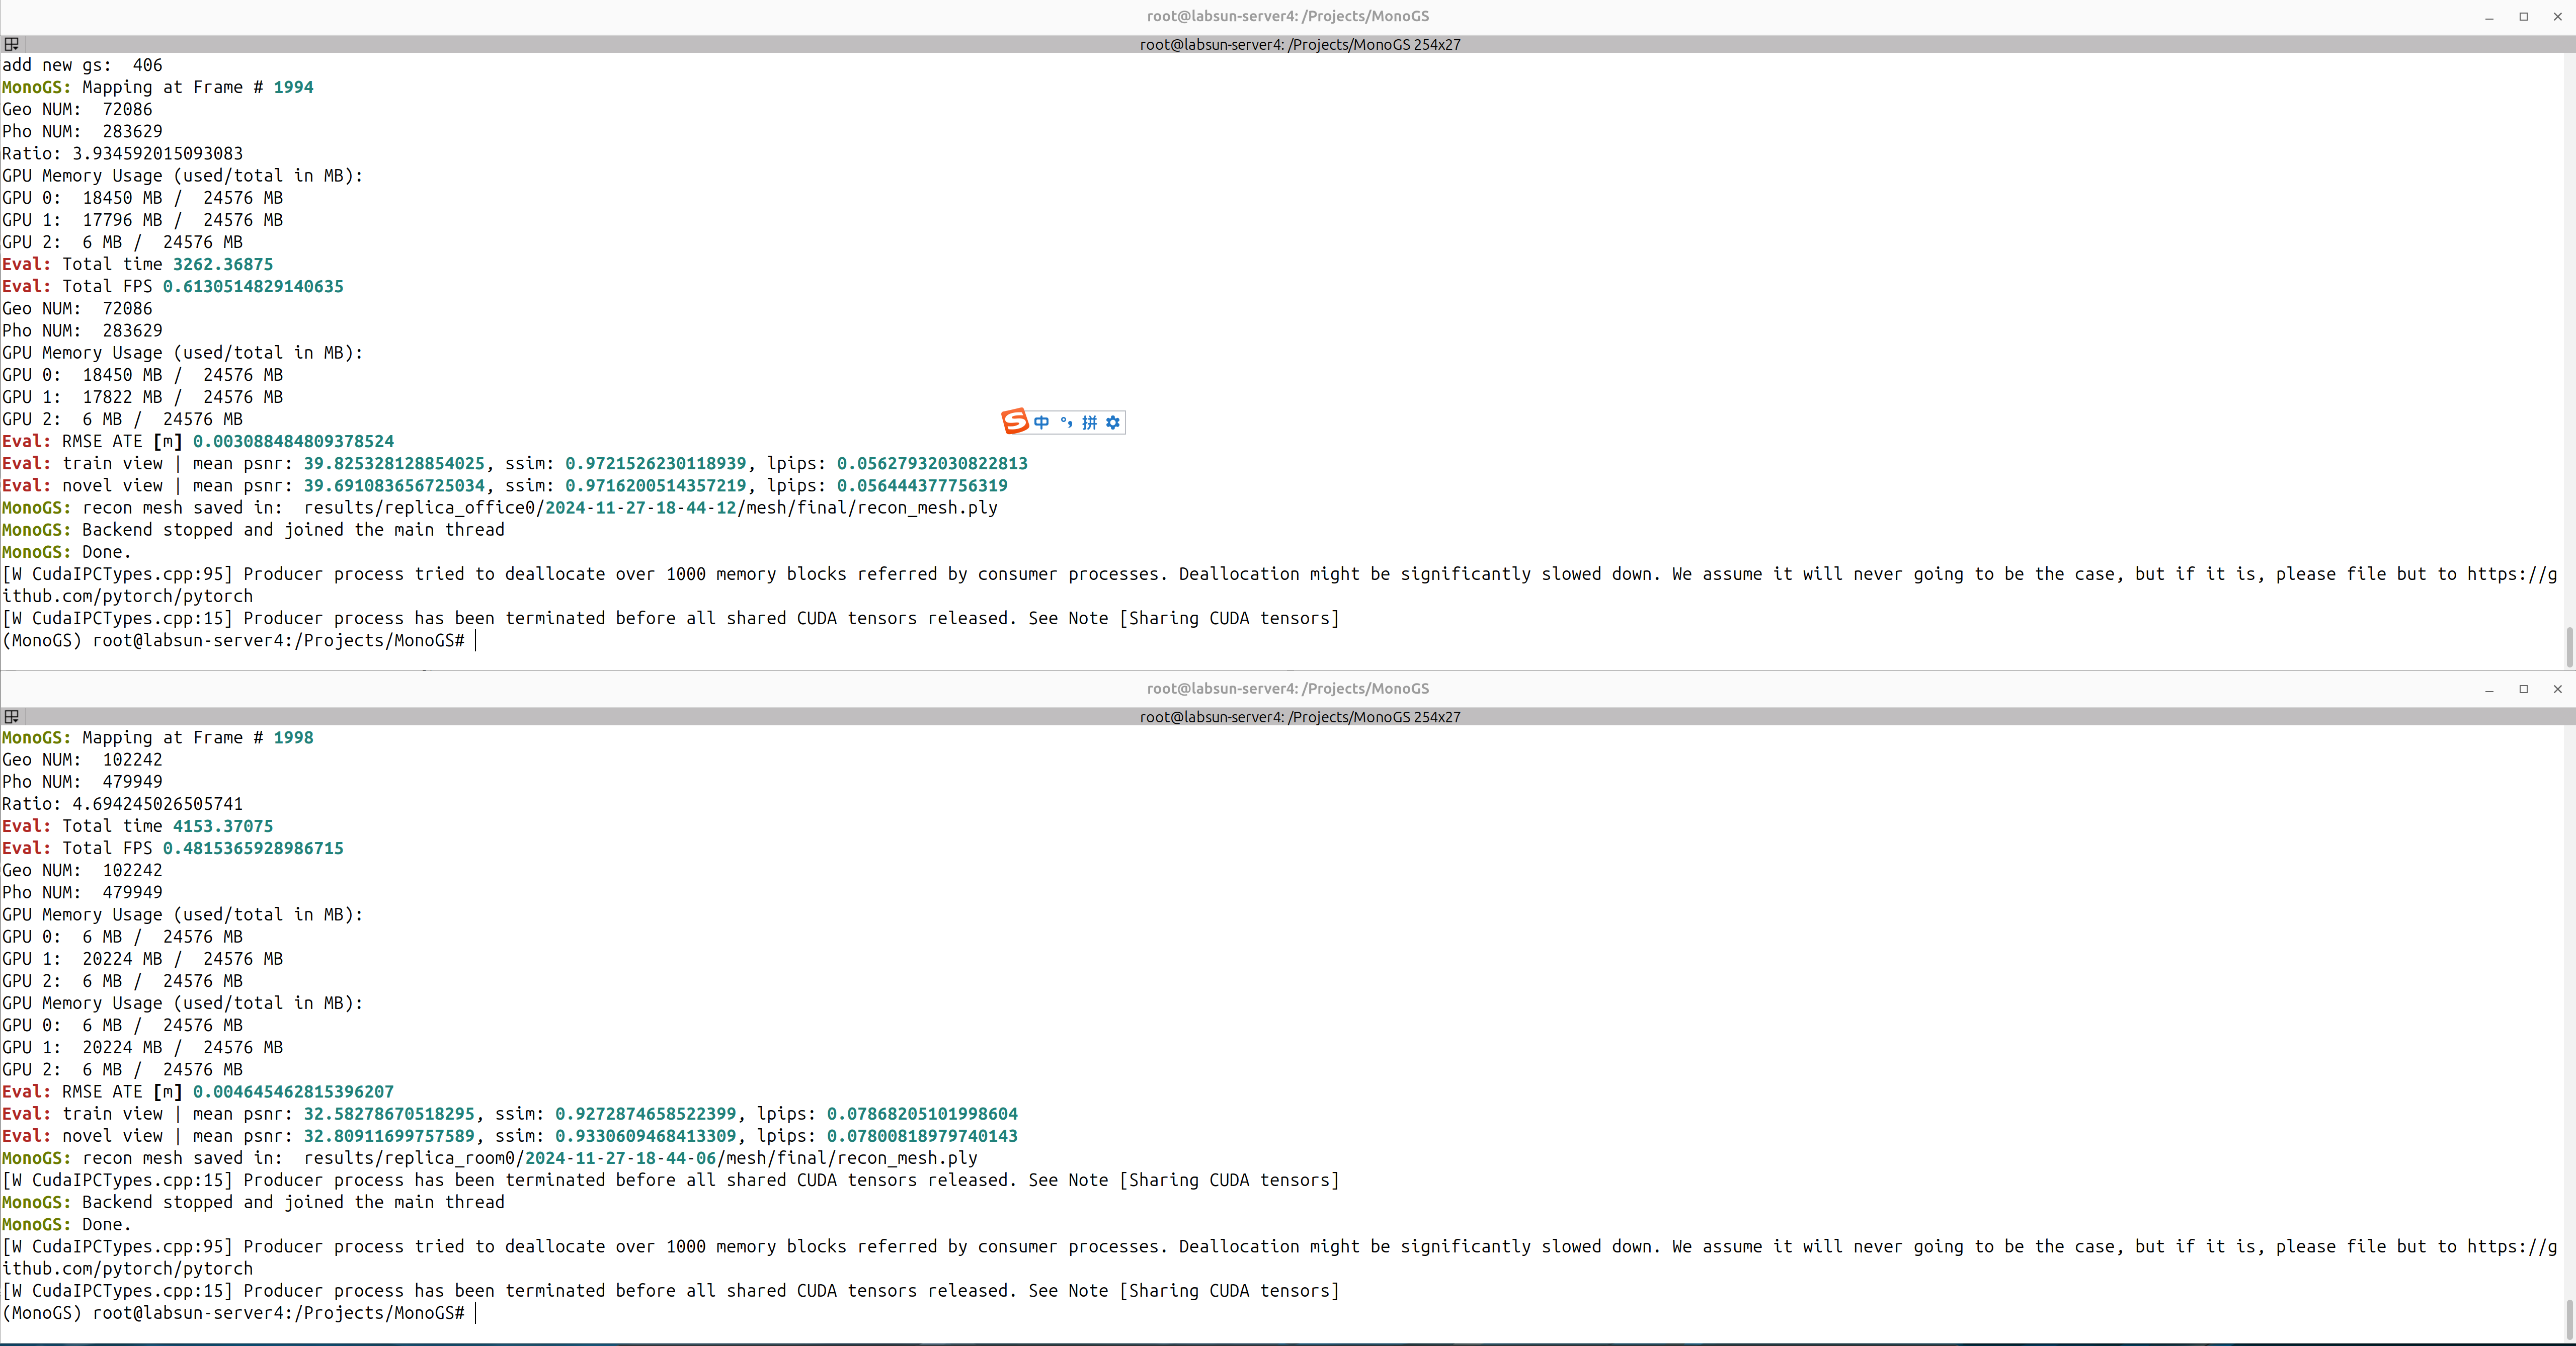 root@labsun-server4: /Projects/MonoGS
root@labsun-server4: /Projects/MonoGS 254x27
add new gs:  406
MonoGS: Mapping at Frame # 1994
Geo NUM:  72086
Pho NUM:  283629
Ratio: 3.934592015093083
GPU Memory Usage (used/total in MB):
GPU 0:  18450 MB /  24576 MB
GPU 1:  17796 MB /  24576 MB
GPU 2:  6 MB /  24576 MB
Eval: Total time 3262.36875
Eval: Total FPS 0.6130514829140635
Geo NUM:  72086
Pho NUM:  283629
GPU Memory Usage (used/total in MB):
GPU 0:  18450 MB /  24576 MB
GPU 1:  17822 MB /  24576 MB
GPU 2:  6 MB /  24576 MB
中 °, 拼
Eval: RMSE ATE [m] 0.003088484809378524
Eval: train view | mean psnr: 39.825328128854025, ssim: 0.9721526230118939, lpips: 0.05627932030822813
Eval: novel view | mean psnr: 39.691083656725034, ssim: 0.9716200514357219, lpips: 0.056444377756319
MonoGS: recon mesh saved in:  results/replica_office0/2024-11-27-18-44-12/mesh/final/recon_mesh.ply
MonoGS: Backend stopped and joined the main thread
MonoGS: Done.
[W CudaIPCTypes.cpp:95] Producer process tried to deallocate over 1000 memory blocks referred by consumer processes. Deallocation might be significantly slowed down. We assume it will never going to be the case, but if it is, please file but to https://g
ithub.com/pytorch/pytorch
[W CudaIPCTypes.cpp:15] Producer process has been terminated before all shared CUDA tensors released. See Note [Sharing CUDA tensors]
(MonoGS) root@labsun-server4:/Projects/MonoGS#
root@labsun-server4: /Projects/MonoGS
root@labsun-server4: /Projects/MonoGS 254x27
MonoGS: Mapping at Frame # 1998
Geo NUM:  102242
Pho NUM:  479949
Ratio: 4.694245026505741
Eval: Total time 4153.37075
Eval: Total FPS 0.4815365928986715
Geo NUM:  102242
Pho NUM:  479949
GPU Memory Usage (used/total in MB):
GPU 0:  6 MB /  24576 MB
GPU 1:  20224 MB /  24576 MB
GPU 2:  6 MB /  24576 MB
GPU Memory Usage (used/total in MB):
GPU 0:  6 MB /  24576 MB
GPU 1:  20224 MB /  24576 MB
GPU 2:  6 MB /  24576 MB
Eval: RMSE ATE [m] 0.004645462815396207
Eval: train view | mean psnr: 32.58278670518295, ssim: 0.9272874658522399, lpips: 0.07868205101998604
Eval: novel view | mean psnr: 32.80911699757589, ssim: 0.9330609468413309, lpips: 0.07800818979740143
MonoGS: recon mesh saved in:  results/replica_room0/2024-11-27-18-44-06/mesh/final/recon_mesh.ply
[W CudaIPCTypes.cpp:15] Producer process has been terminated before all shared CUDA tensors released. See Note [Sharing CUDA tensors]
MonoGS: Backend stopped and joined the main thread
MonoGS: Done.
[W CudaIPCTypes.cpp:95] Producer process tried to deallocate over 1000 memory blocks referred by consumer processes. Deallocation might be significantly slowed down. We assume it will never going to be the case, but if it is, please file but to https://g
ithub.com/pytorch/pytorch
[W CudaIPCTypes.cpp:15] Producer process has been terminated before all shared CUDA tensors released. See Note [Sharing CUDA tensors]
(MonoGS) root@labsun-server4:/Projects/MonoGS#